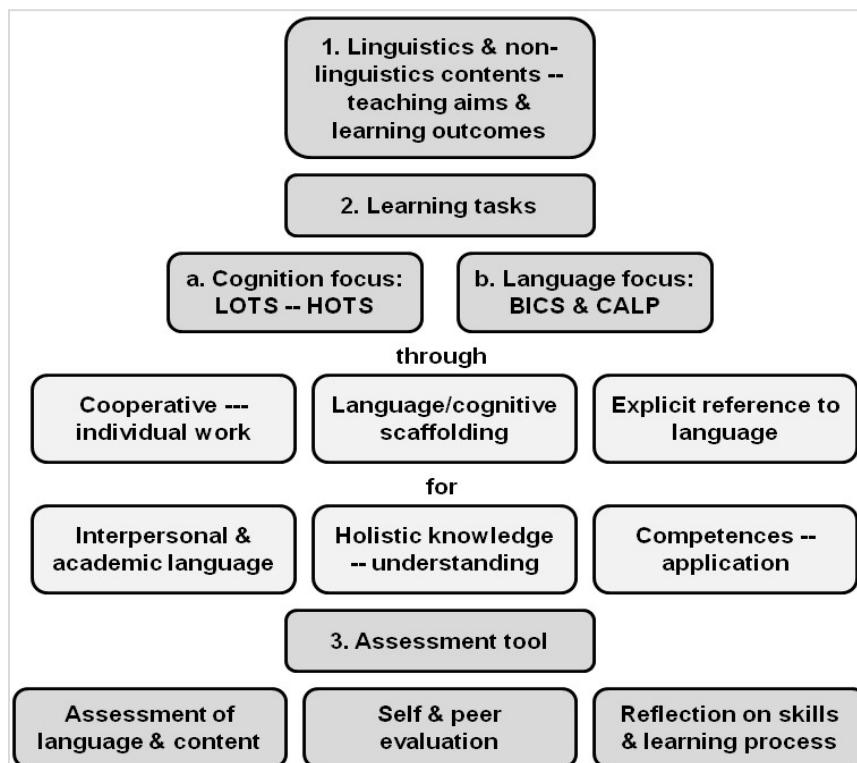 1. Linguistics & non-
linguistics contents --
teaching aims &
learning outcomes
2. Learning tasks
a. Cognition focus:
LOTS -- HOTS
b. Language focus:
BICS & CALP
through
Cooperative ---
individual work
Language/cognitive
scaffolding
Explicit reference to
language
for
Interpersonal &
academic language
Holistic knowledge
-- understanding
Competences --
application
3. Assessment tool
Assessment of
language & content
Self & peer
evaluation
Reflection on skills
& learning process